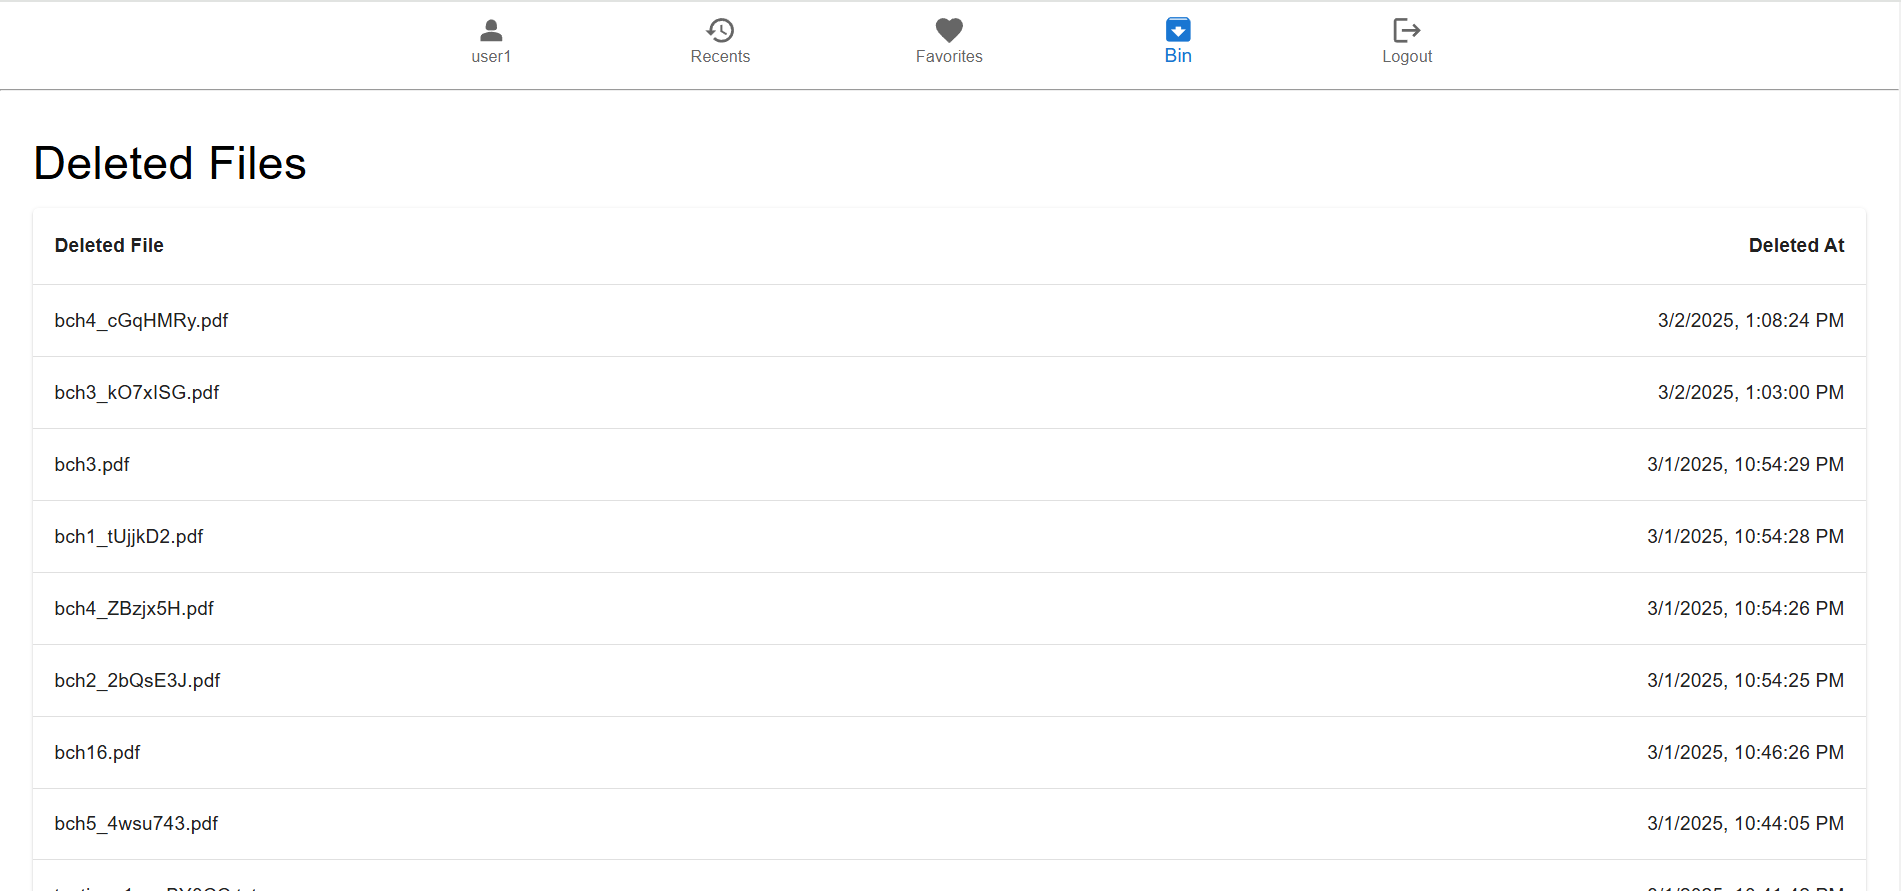 user1 Recents Favorites Bin Logout
Deleted Files
Deleted File Deleted At
bch4_cGqHMRy.pdf 3/2/2025, 1:08:24 PM
bch3_kO7xISG.pdf 3/2/2025, 1:03:00 PM
bch3.pdf 3/1/2025, 10:54:29 PM
bch1_tUjjkD2.pdf 3/1/2025, 10:54:28 PM
bch4_ZBzjx5H.pdf 3/1/2025, 10:54:26 PM
bch2_2bQsE3J.pdf 3/1/2025, 10:54:25 PM
bch16.pdf 3/1/2025, 10:46:26 PM
bch5_4wsu743.pdf 3/1/2025, 10:44:05 PM